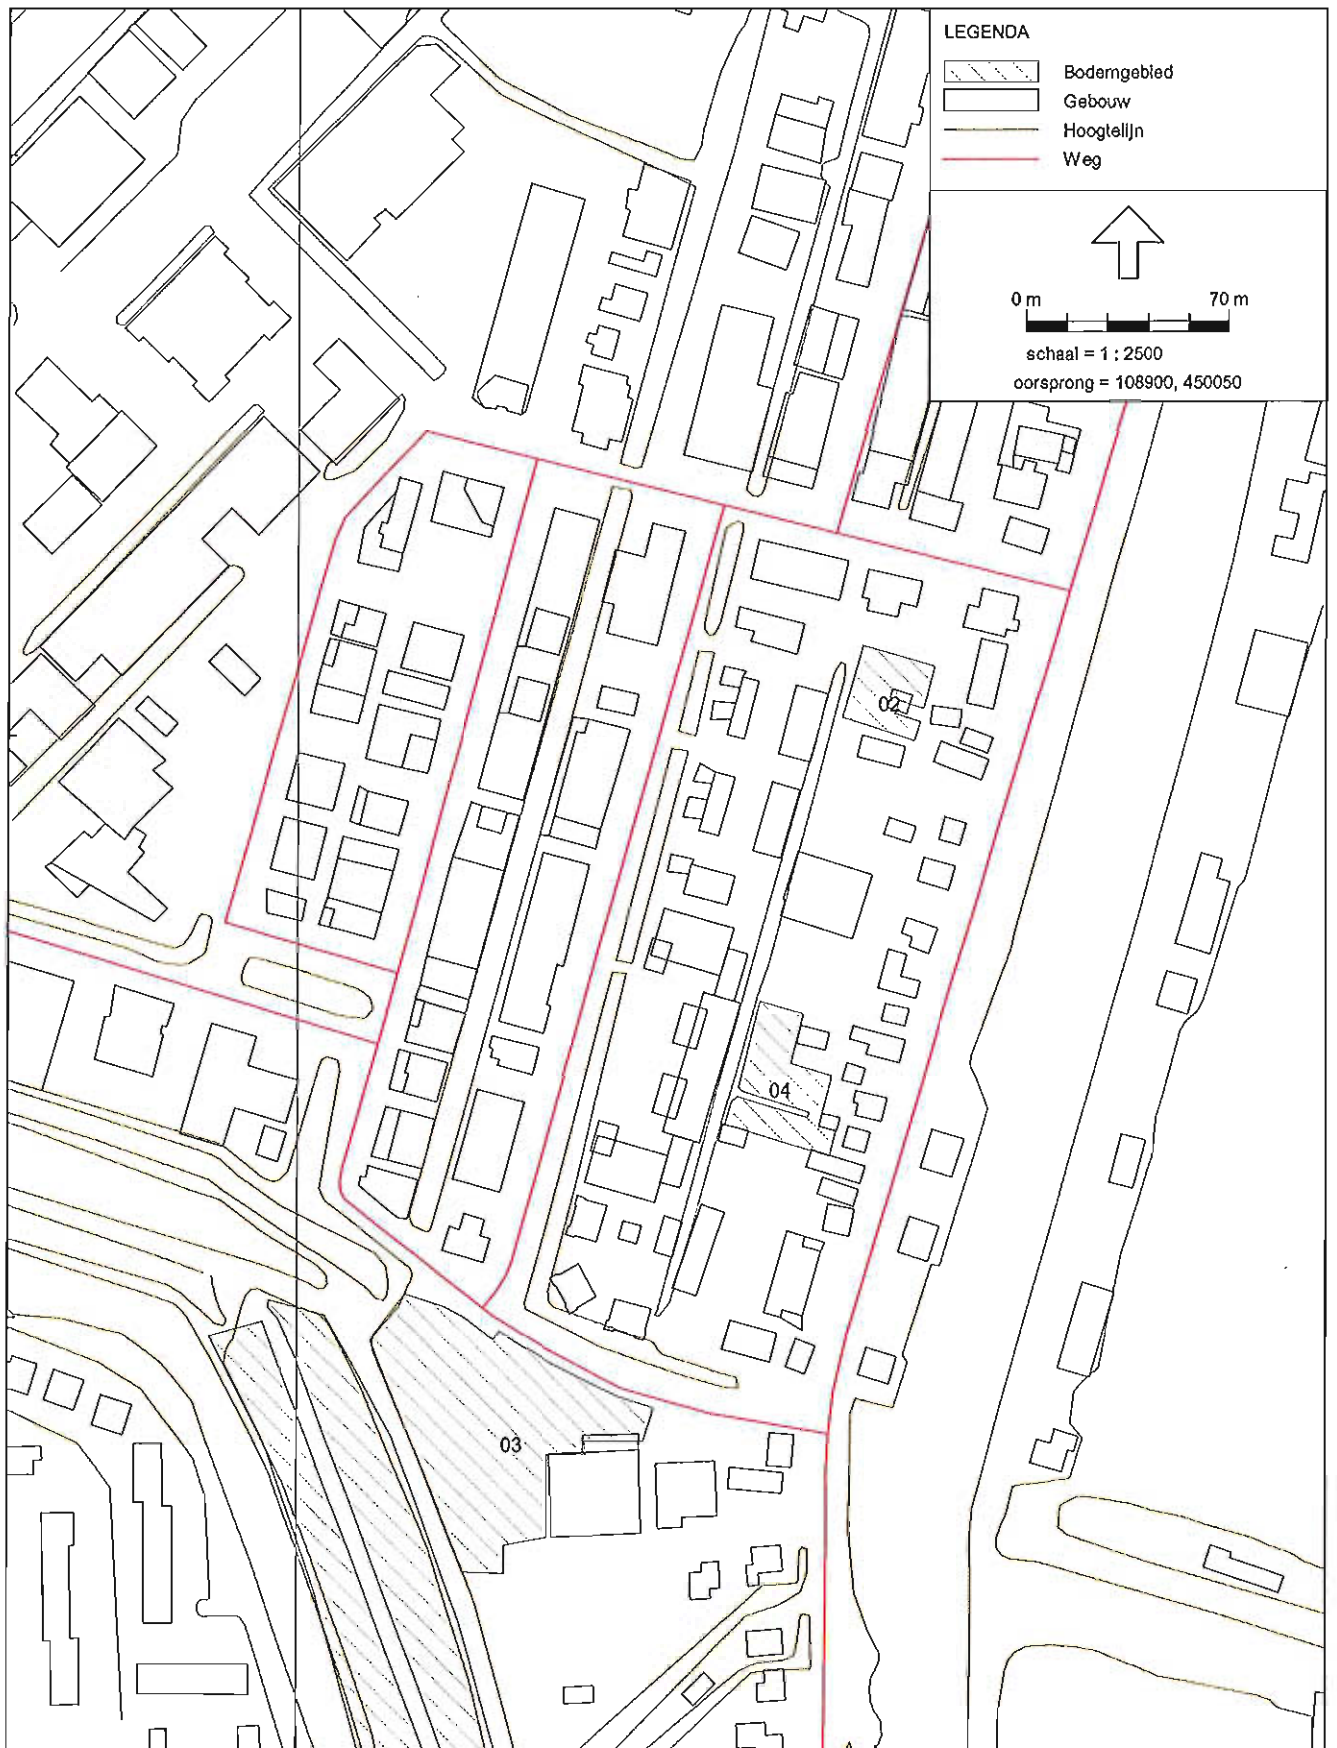 LEGENDA
Bodemgebied
Gebouw
Hoogtelijn
Weg
0 m 70 m
schaal = 1 : 2500
oorsprong = 108900, 450050
02
04
03